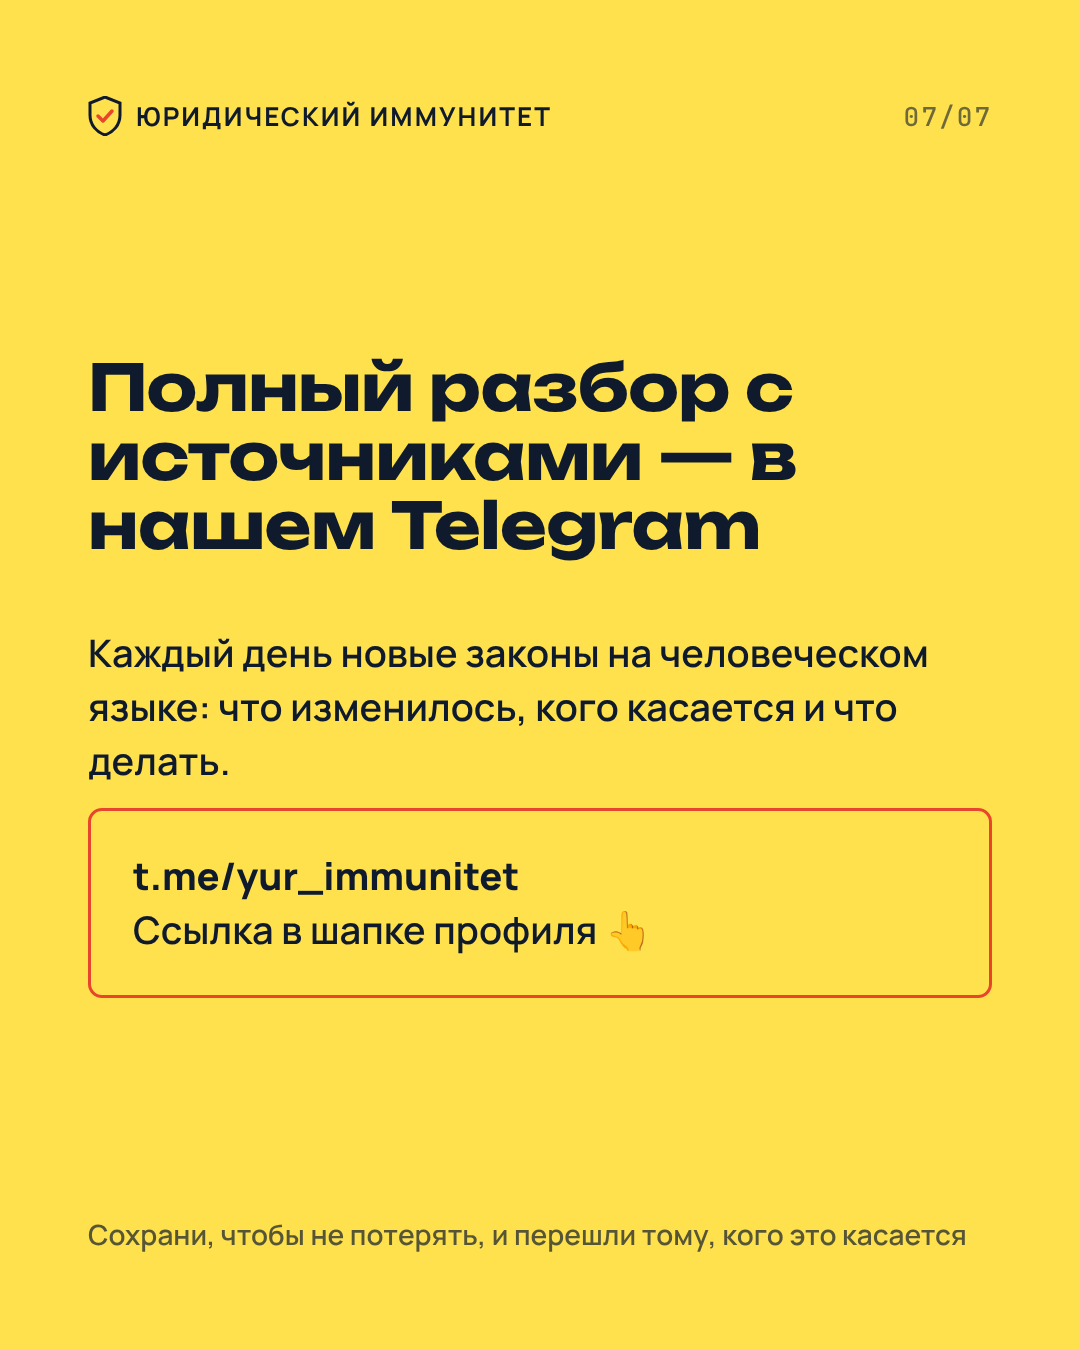 ЮРИДИЧЕСКИЙ ИММУНИТЕТ
07/07
Полный разбор с
источниками — в
нашем Telegram
Каждый день новые законы на человеческом
языке: что изменилось, кого касается и что
делать.
t.me/yur_immunitet
Ссылка в шапке профиля 👆
Сохрани, чтобы не потерять, и перешли тому, кого это касается